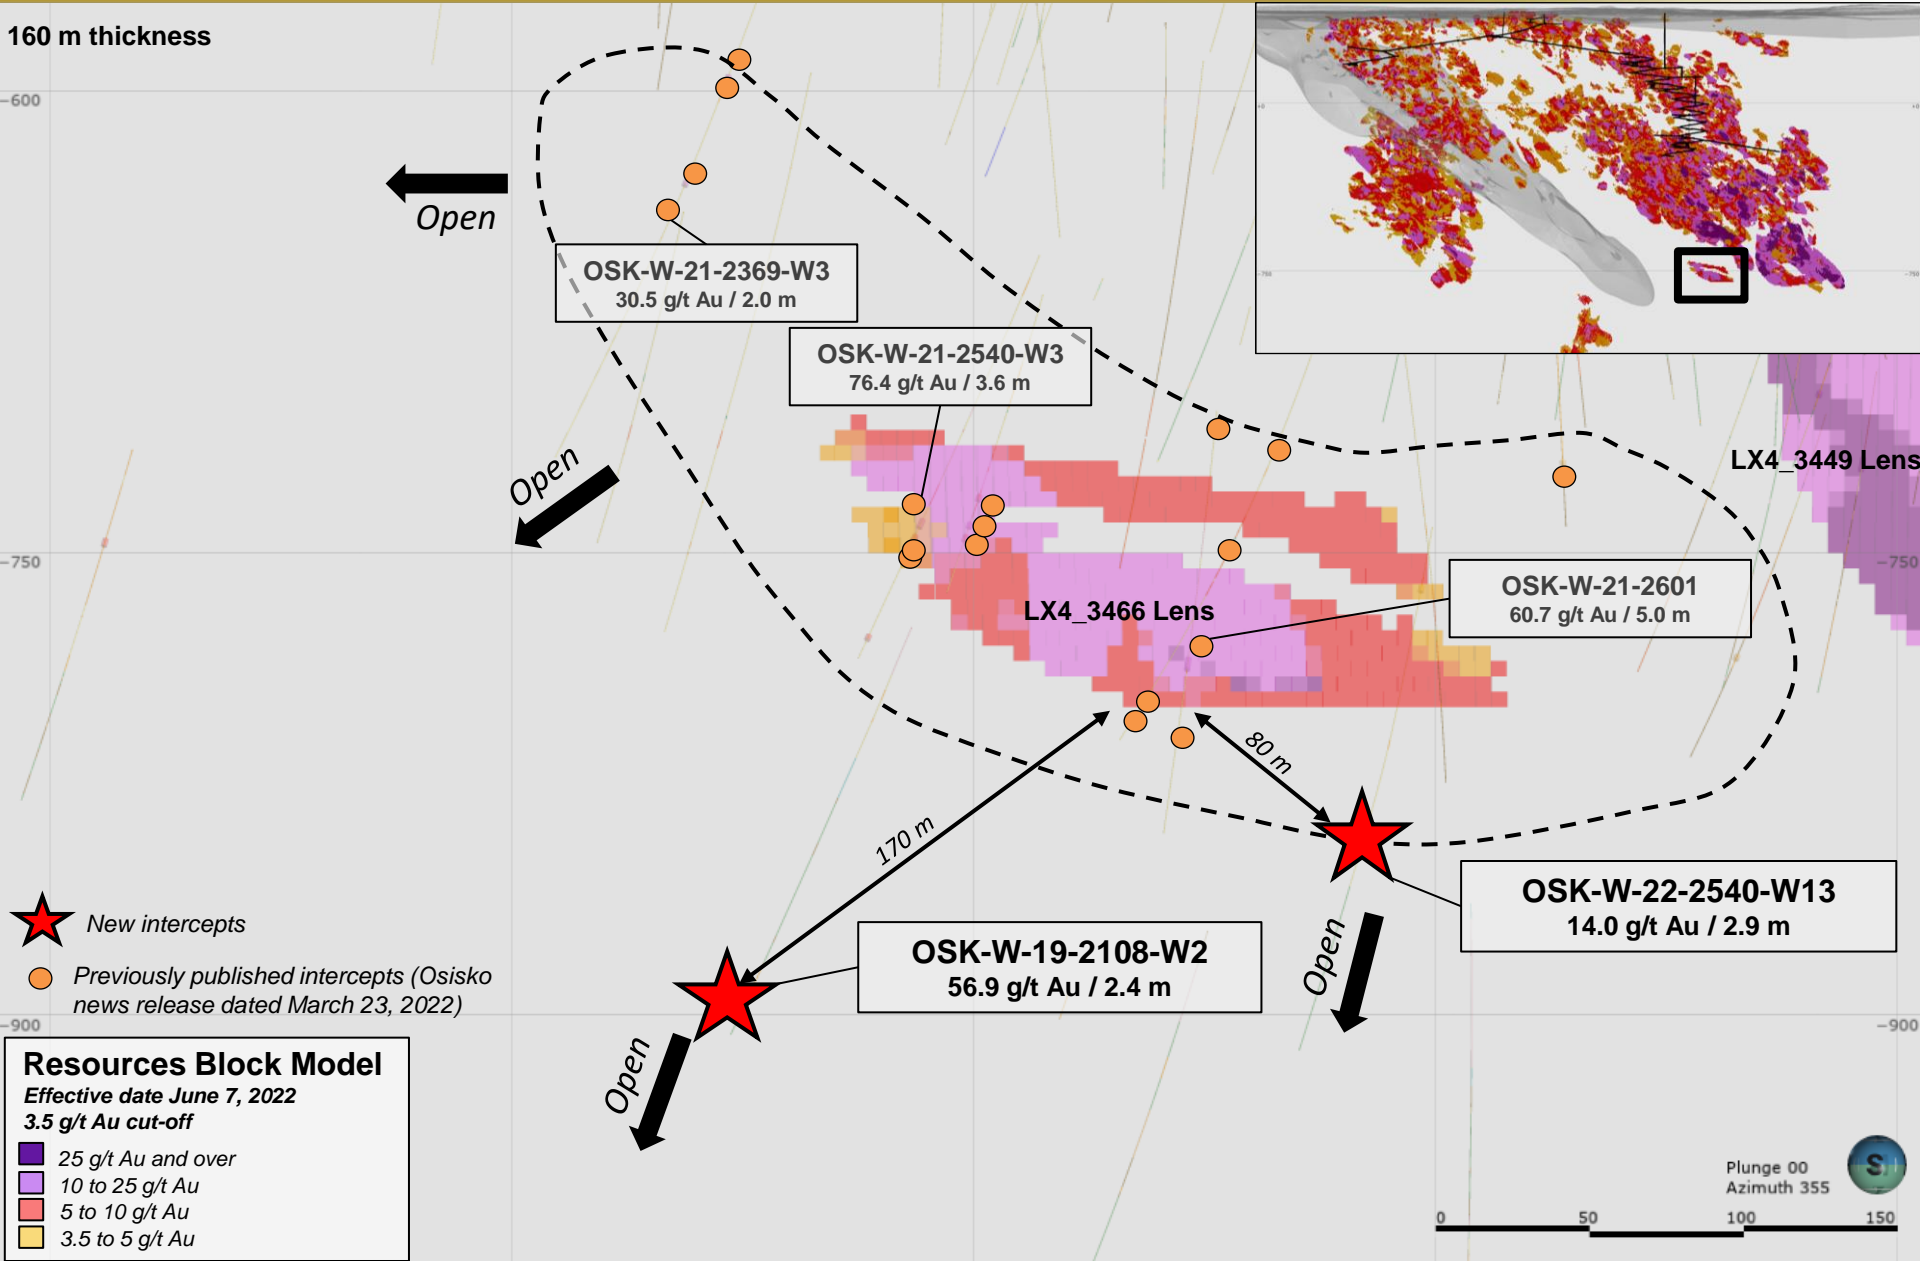 160 m thickness
-600
Open
OSK-W-21-2369-W3
30.5 g/t Au / 2.0 m
OSK-W-21-2540-W3
76.4 g/t Au / 3.6 m
LX4_3449 Lens
Open
-750
-750
OSK-W-21-2601
60.7 g/t Au / 5.0 m
LX4_3466 Lens
80 m
170 m
OSK-W-22-2540-W13
14.0 g/t Au / 2.9 m
New intercepts
OSK-W-19-2108-W2
56.9 g/t Au / 2.4 m
Open
Previously published intercepts (Osisko
news release dated March 23, 2022)
-900
-900
Open
Resources Block Model
Effective date June 7, 2022
3.5 g/t Au cut-off
25 g/t Au and over
10 to 25 g/t Au
5 to 10 g/t Au
3.5 to 5 g/t Au
Plunge 00
Azimuth 355
S
0 50 100 150